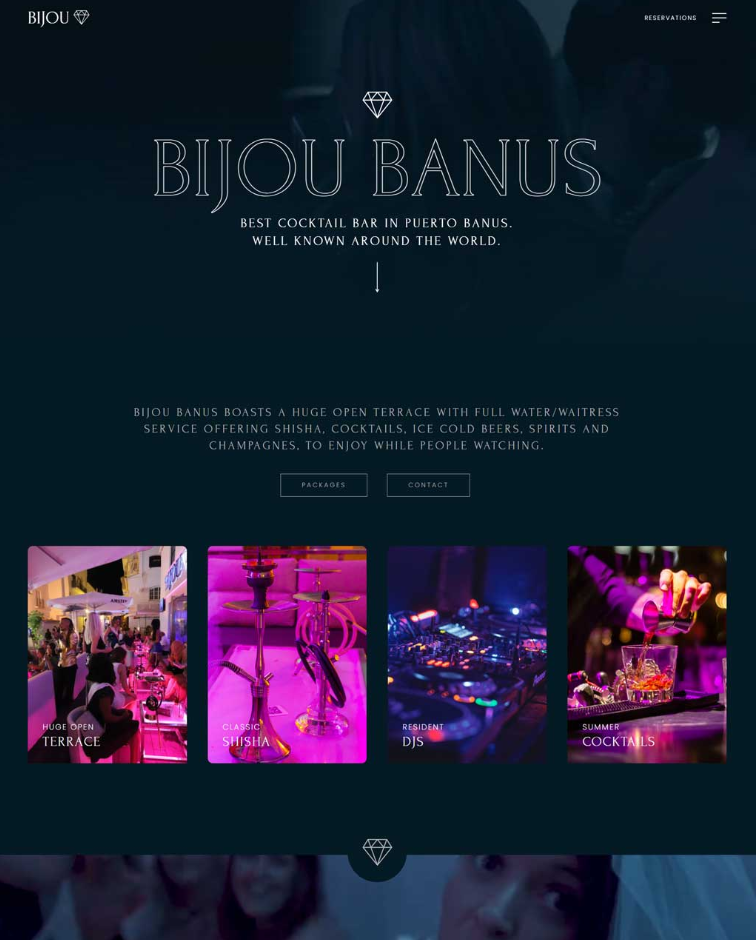 BIJOU
RESERVATIONS
BIJOU BANUS
BEST COCKTAIL BAR IN PUERTO BANUS.
WELL KNOWN AROUND THE WORLD.
BIJOU BANUS BOASTS A HUGE OPEN TERRACE WITH FULL WATER/WAITRESS
SERVICE OFFERING SHISHA, COCKTAILS, ICE COLD BEERS, SPIRITS AND
CHAMPAGNES, TO ENJOY WHILE PEOPLE WATCHING.
PACKAGES
CONTACT
HUGE OPEN
TERRACE
CLASSIC
SHISHA
RESIDENT
DJS
SUMMER
COCKTAILS